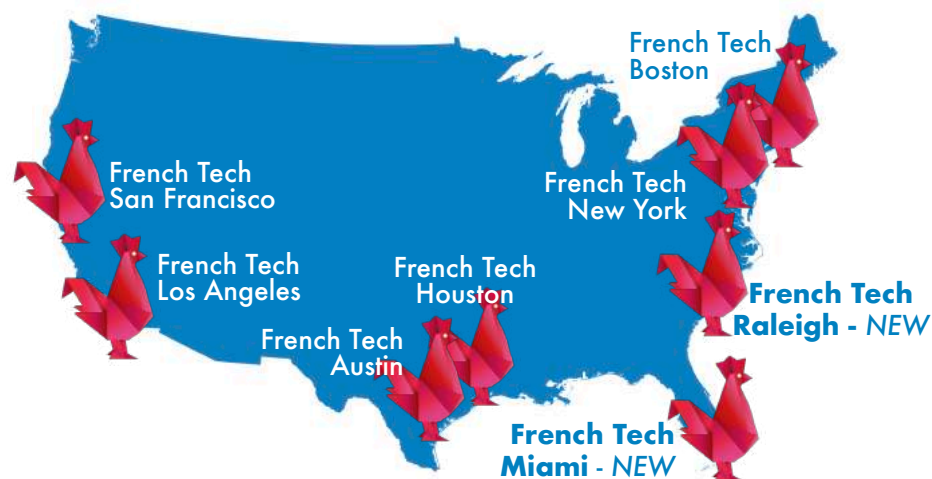 French Tech
Boston
French Tech
San Francisco
French Tech
New York
French Tech
Los Angeles
French Tech
Houston
French Tech
Raleigh - NEW
French Tech
Austin
French Tech
Miami - NEW